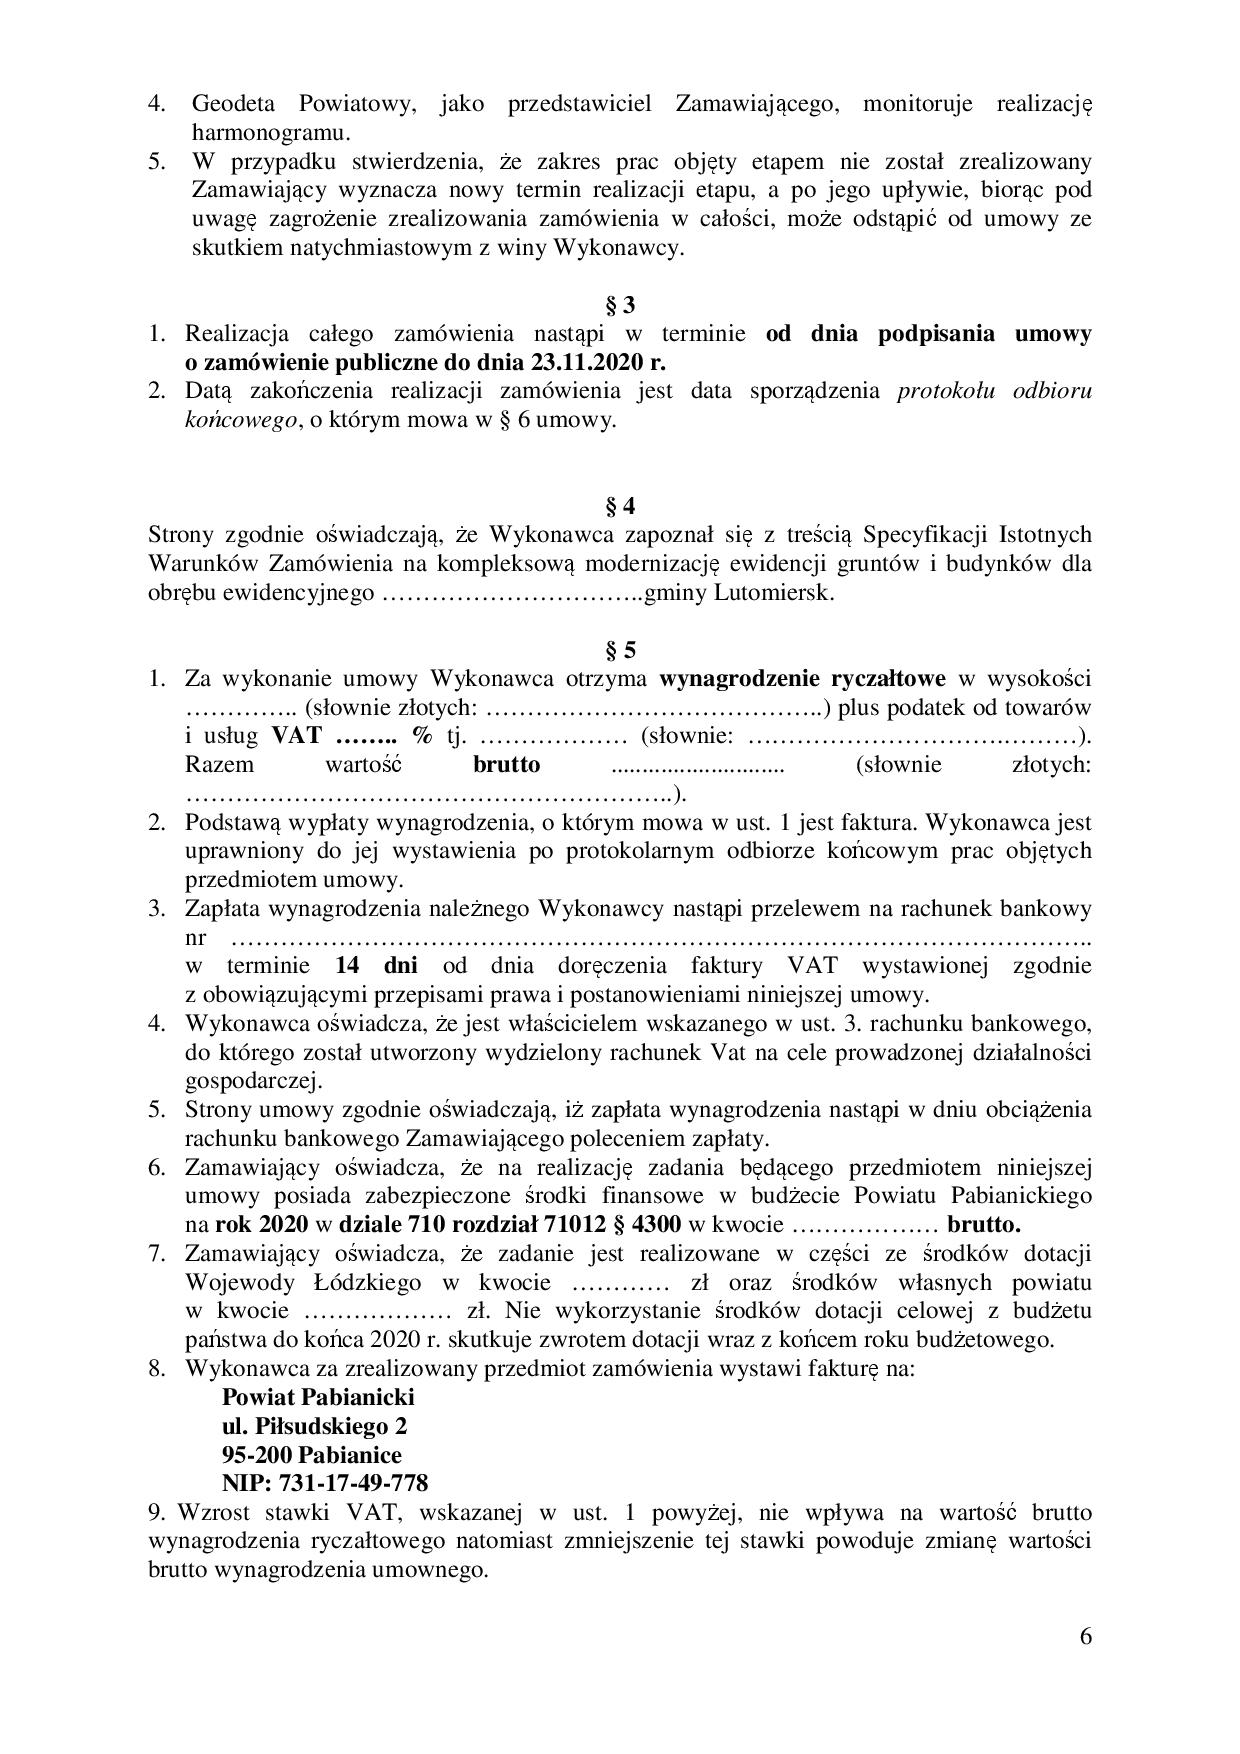 4. Geodeta Powiatowy, jako przedstawiciel Zamawiającego, monitoruje realizację
harmonogramu.
5. W przypadku stwierdzenia, że zakres prac objęty etapem nie został zrealizowany
Zamawiający wyznacza nowy termin realizacji etapu, a po jego upływie, biorąc pod
uwagę zagrożenie zrealizowania zamówienia w całości, może odstąpić od umowy ze
skutkiem natychmiastowym z winy Wykonawcy.
§ 3
1. Realizacja całego zamówienia nastąpi w terminie od dnia podpisania umowy
o zamówienie publiczne do dnia 23.11.2020 r.
2. Datą zakończenia realizacji zamówienia jest data sporządzenia protokołu odbioru
końcowego, o którym mowa w § 6 umowy.
§ 4
Strony zgodnie oświadczają, że Wykonawca zapoznał się z treścią Specyfikacji Istotnych
Warunków Zamówienia na kompleksową modernizację ewidencji gruntów i budynków dla
obrębu ewidencyjnego …………………………..gminy Lutomiersk.
§ 5
1. Za wykonanie umowy Wykonawca otrzyma wynagrodzenie ryczałtowe w wysokości
………….. (słownie złotych: …………………………………..) plus podatek od towarów
i usług VAT …….. % tj. ……………… (słownie: ………………………….………).
Razem wartość brutto ............................ (słownie złotych:
…………………………………………………..).
2. Podstawą wypłaty wynagrodzenia, o którym mowa w ust. 1 jest faktura. Wykonawca jest
uprawniony do jej wystawienia po protokolarnym odbiorze końcowym prac objętych
przedmiotem umowy.
3. Zapłata wynagrodzenia należnego Wykonawcy nastąpi przelewem na rachunek bankowy
nr …………………………………………………………………………………………..
w terminie 14 dni od dnia doręczenia faktury VAT wystawionej zgodnie
z obowiązującymi przepisami prawa i postanowieniami niniejszej umowy.
4. Wykonawca oświadcza, że jest właścicielem wskazanego w ust. 3. rachunku bankowego,
do którego został utworzony wydzielony rachunek Vat na cele prowadzonej działalności
gospodarczej.
5. Strony umowy zgodnie oświadczają, iż zapłata wynagrodzenia nastąpi w dniu obciążenia
rachunku bankowego Zamawiającego poleceniem zapłaty.
6. Zamawiający oświadcza, że na realizację zadania będącego przedmiotem niniejszej
umowy posiada zabezpieczone środki finansowe w budżecie Powiatu Pabianickiego
na rok 2020 w dziale 710 rozdział 71012 § 4300 w kwocie ……………… brutto.
7. Zamawiający oświadcza, że zadanie jest realizowane w części ze środków dotacji
Wojewody Łódzkiego w kwocie ………… zł oraz środków własnych powiatu
w kwocie ……………… zł. Nie wykorzystanie środków dotacji celowej z budżetu
państwa do końca 2020 r. skutkuje zwrotem dotacji wraz z końcem roku budżetowego.
8. Wykonawca za zrealizowany przedmiot zamówienia wystawi fakturę na:
Powiat Pabianicki
ul. Piłsudskiego 2
95-200 Pabianice
NIP: 731-17-49-778
9. Wzrost stawki VAT, wskazanej w ust. 1 powyżej, nie wpływa na wartość brutto
wynagrodzenia ryczałtowego natomiast zmniejszenie tej stawki powoduje zmianę wartości
brutto wynagrodzenia umownego.
6